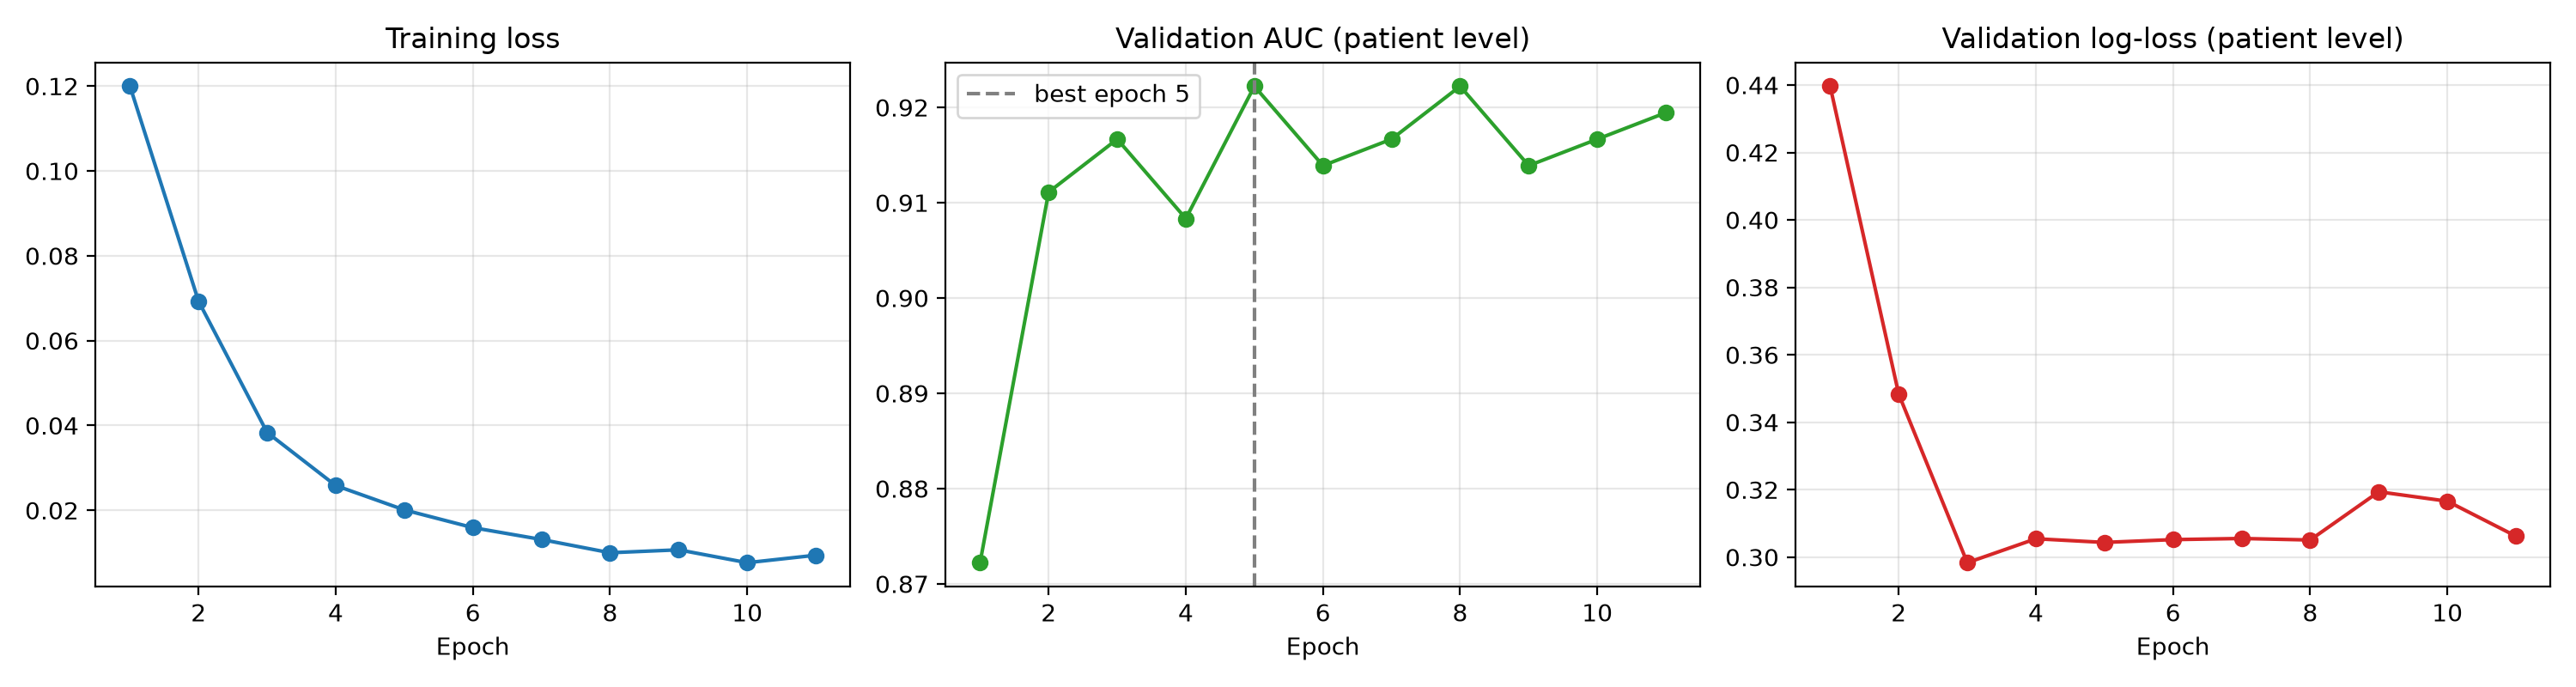 Training loss
0.12
0.10
0.08
0.06
0.04
0.02
2 4 6 8 10
Epoch
Validation AUC (patient level)
best epoch 5
0.92
0.91
0.90
0.89
0.88
0.87
2 4 6 8 10
Epoch
Validation log-loss (patient level)
0.44
0.42
0.40
0.38
0.36
0.34
0.32
0.30
2 4 6 8 10
Epoch